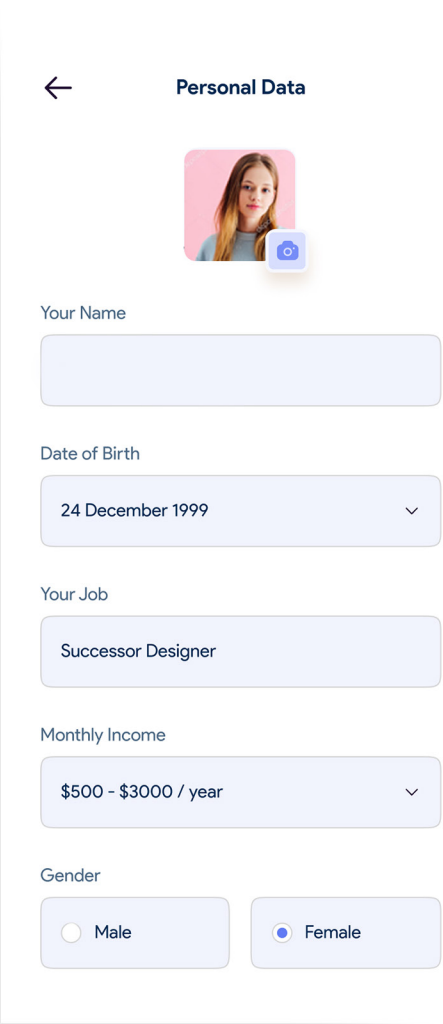 Personal Data
Your Name
Date of Birth
24 December 1999
Your Job
Successor Designer
Monthly Income
$500 - $3000 / year
Gender
Male Female